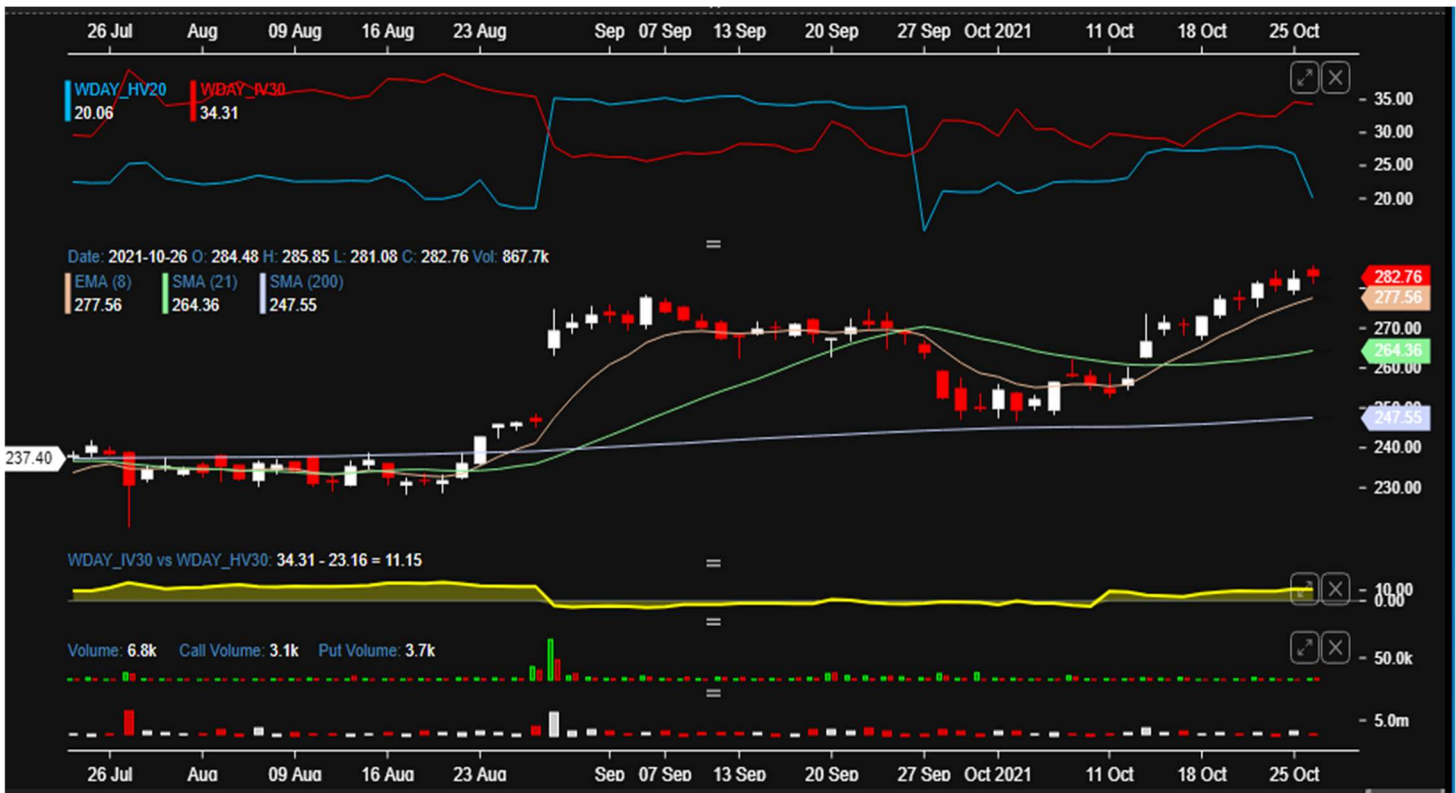 26 Jul Aug 09 Aug 16 Aug 23 Aug Sep 07 Sep 13 Sep 20 Sep 27 Sep Oct 2021 11 Oct 18 Oct 25 Oct
WDAY_HV20 WDAY_IV30
20.06 34.31
35.00
30.00
25.00
20.00
Date: 2021-10-26 O: 284.48 H: 285.85 L: 281.08 C: 282.76 Vol: 867.7k
EMA (8) SMA (21) SMA (200)
277.56 264.36 247.55
282.76
277.56
270.00
264.36
260.00
247.55
240.00
237.40
230.00
WDAY_IV30 vs WDAY_HV30: 34.31 - 23.16 = 11.15
10.00
0.00
Volume: 6.8k Call Volume: 3.1k Put Volume: 3.7k
50.0k
5.0m
26 Jul Aug 09 Aug 16 Aug 23 Aug Sep 07 Sep 13 Sep 20 Sep 27 Sep Oct 2021 11 Oct 18 Oct 25 Oct